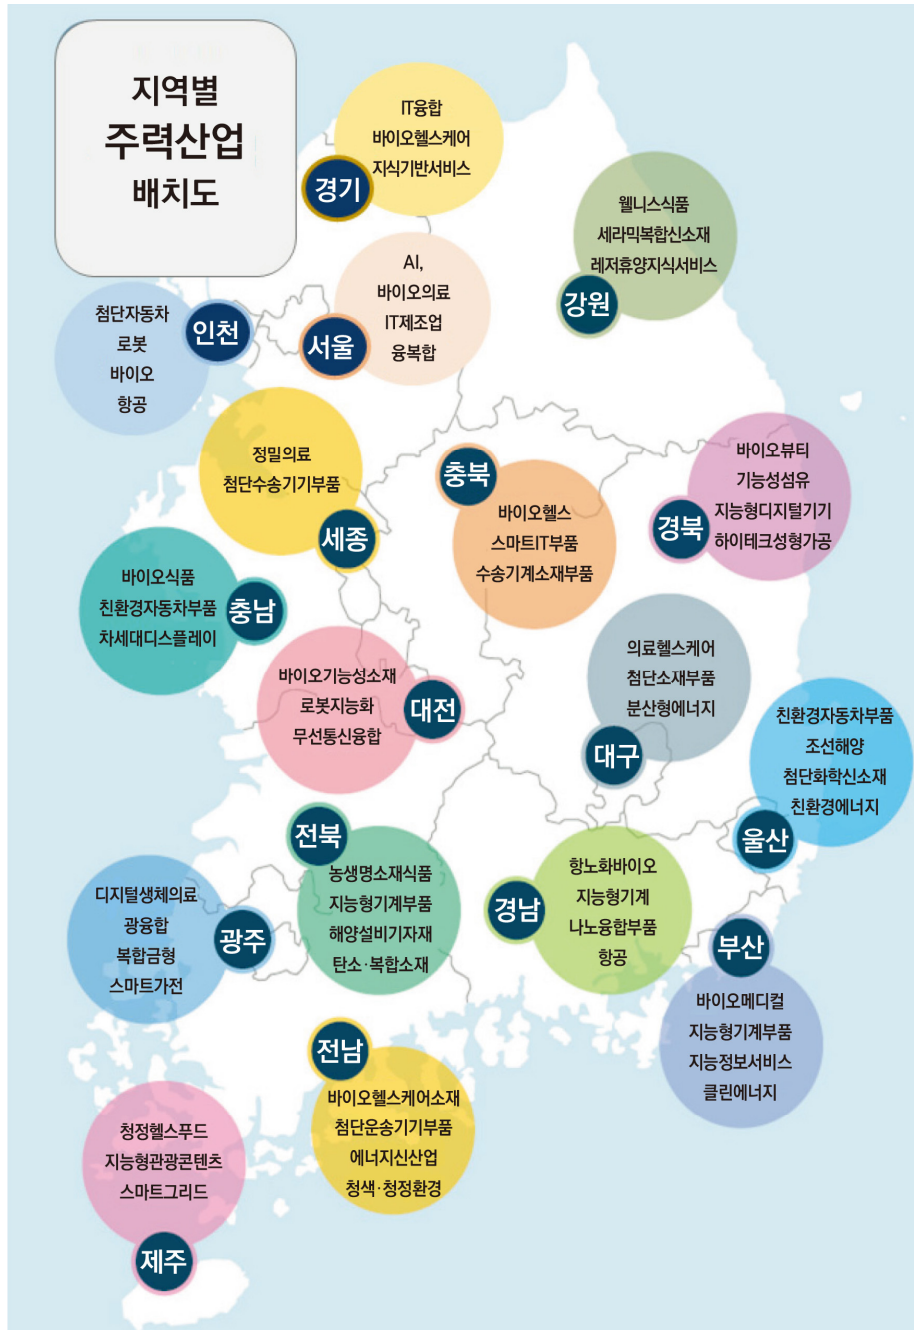 지역별
주력산업
배치도
IT융합
바이오헬스케어
지식기반서비스
경기
웰니스식품
세라믹복합신소재
레저휴양지식서비스
강원
AI,
바이오의료
IT제조업
융복합
서울
첨단자동차
로봇
바이오
항공
인천
정밀의료
첨단수송기기부품
세종
충북
바이오헬스
스마트IT부품
수송기계소재부품
바이오뷰티
기능성섬유
지능형디지털기기
하이테크성형가공
경북
바이오식품
친환경자동차부품
차세대디스플레이
충남
바이오기능성소재
로봇지능화
무선통신융합
대전
의료헬스케어
첨단소재부품
분산형에너지
대구
친환경자동차부품
조선해양
첨단화학신소재
친환경에너지
울산
전북
농생명소재식품
지능형기계부품
해양설비기자재
탄소·복합소재
디지털생체의료
광융합
복합금형
스마트가전
광주
항노화바이오
지능형기계
나노융합부품
항공
경남
부산
바이오메디컬
지능형기계부품
지능정보서비스
클린에너지
전남
바이오헬스케어소재
첨단운송기기부품
에너지신산업
청색·청정환경
청정헬스푸드
지능형관광콘텐츠
스마트그리드
제주